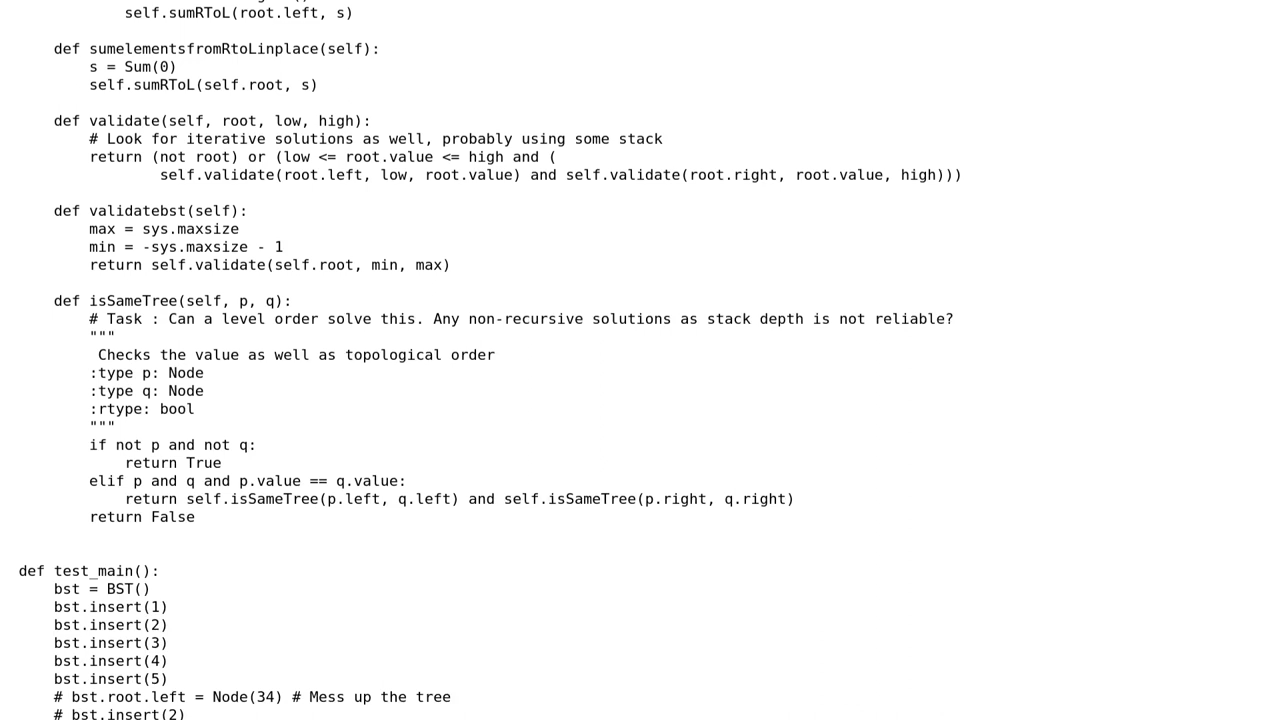 self.sumRToL(root.left, s)
def sumelementsfromRtoLinplace(self):
s = Sum(0)
self.sumRToL(self.root, s)
def validate(self, root, low, high):
# Look for iterative solutions as well, probably using some stack
return (not root) or (low <= root.value <= high and (
self.validate(root.left, low, root.value) and self.validate(root.right, root.value, high)))
def validatebst(self):
max = sys.maxsize
min = -sys.maxsize - 1
return self.validate(self.root, min, max)
def isSameTree(self, p, q):
# Task : Can a level order solve this. Any non-recursive solutions as stack depth is not reliable?
"""
Checks the value as well as topological order
:type p: Node
:type q: Node
:rtype: bool
"""
if not p and not q:
return True
elif p and q and p.value == q.value:
return self.isSameTree(p.left, q.left) and self.isSameTree(p.right, q.right)
return False
def test_main():
bst = BST()
bst.insert(1)
bst.insert(2)
bst.insert(3)
bst.insert(4)
bst.insert(5)
# bst.root.left = Node(34) # Mess up the tree
# bst.insert(2)